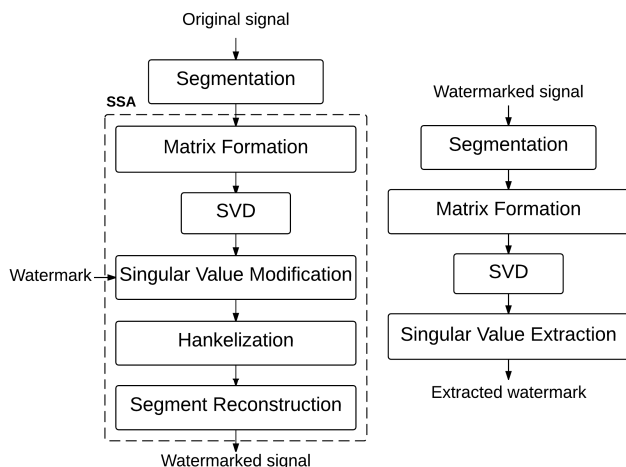 Original signal
Segmentation
SSA
Matrix Formation
SVD
Watermark
Singular Value Modification
Hankelization
Segment Reconstruction
Watermarked signal
Watermarked signal
Segmentation
Matrix Formation
SVD
Singular Value Extraction
Extracted watermark